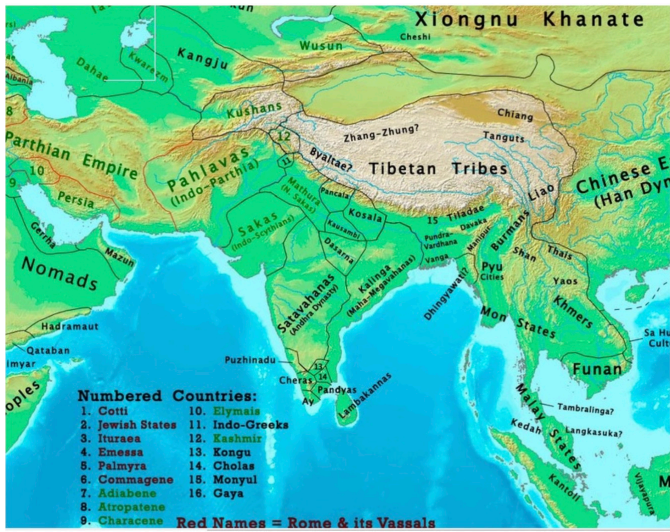 Xiongnu Khanate
Cheshi
Wusun
Kangju
Kwarezm
Dahae
Albania
Kushans
Chiang
Zhang-Zhung?
Tanguts
8
Parthian Empire
12
Byaltae?
Tibetan Tribes
11
Pahlavas
(Indo-Parthia)
10
9
Persia
Liao
Chinese E
(Han Dyn
Mathura
(N. Sakas)
Pancala
Kosala
Kausambi
15
Tiladae
Davaka
Burmans
Sakas
(Indo-Scythians)
Dasarna
Pundra-
Vardhana
Manipur
Vanga
Gerrha
Mazun
Nomads
Shan
Thais
Pyu
Cities
Yaos
Khmers
Satavahanas
(Andhra Dynasty)
Kalinga
(Maha-Megavahanas)
Dhingyawati?
Mon States
Hadramaut
Qataban
imyar
oples
Sa Hu
Cultu
Funan
Puzhinadu
13
14
Cheras
Pandyas
Ay
Lambakannas
Malay States
Tambralinga?
Kedah
Langkasuka?
Kantoli
Vijayapura
M
Numbered Countries:
1. Cotti
2. Jewish States
3. Ituraea
4. Emessa
5. Palmyra
6. Commagene
7. Adiabene
8. Atropatene
9. Characene
10. Elymais
11. Indo-Greeks
12. Kashmir
13. Kongu
14. Cholas
15. Monyul
16. Gaya
Red Names = Rome & its Vassals